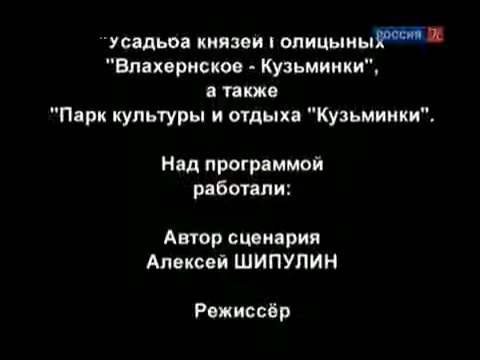 РОССИЯ К
"Усадьба князей Голицыных
"Влахернское - Кузьминки",
а также
"Парк культуры и отдыха "Кузьминки".
Над программой
работали:
Автор сценария
Алексей ШИПУЛИН
Режиссёр